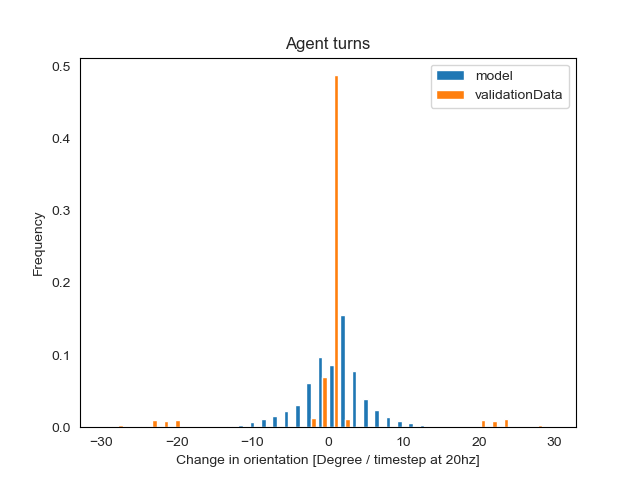 Agent turns
model
validationData
0.5
0.4
0.3
0.2
0.1
0.0
Frequency
−30 −20 −10 0 10 20 30
Change in orientation [Degree / timestep at 20hz]